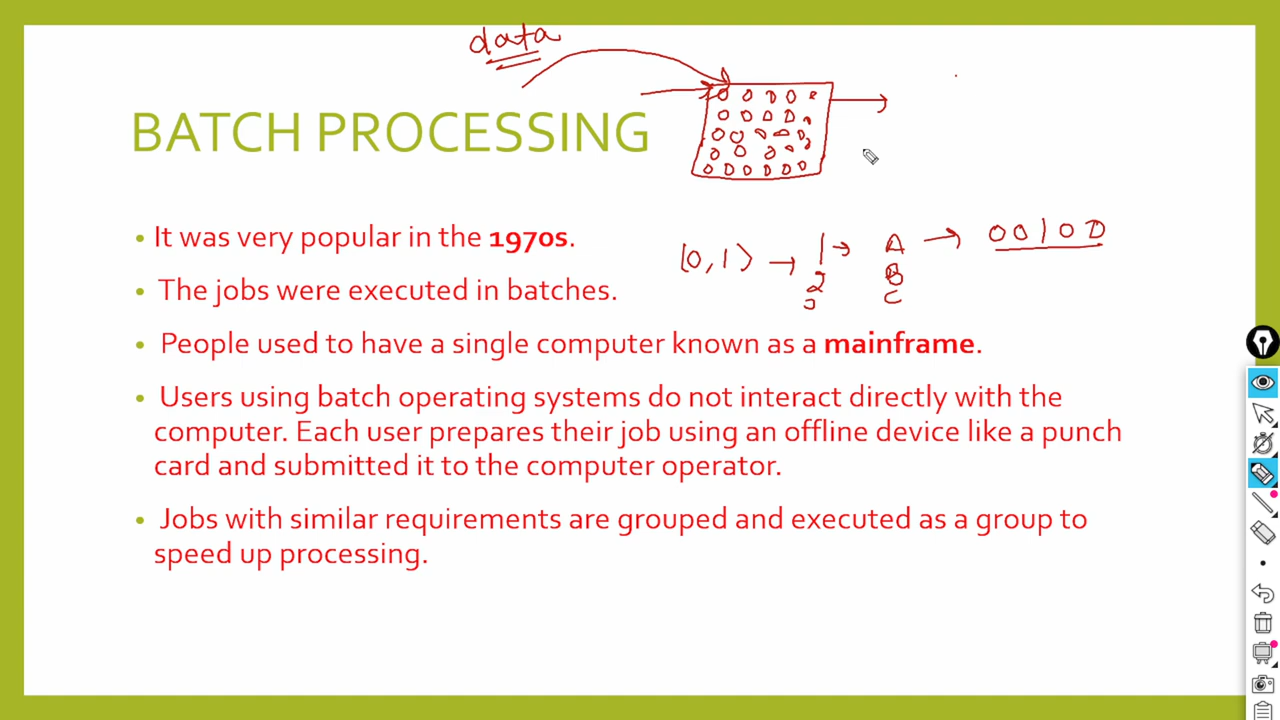 data
BATCH PROCESSING
• It was very popular in the 1970s.
(0,1) → 1 → A → 00100
2 B
3 C
• The jobs were executed in batches.
• People used to have a single computer known as a mainframe.
• Users using batch operating systems do not interact directly with the
computer. Each user prepares their job using an offline device like a punch
card and submitted it to the computer operator.
• Jobs with similar requirements are grouped and executed as a group to
speed up processing.